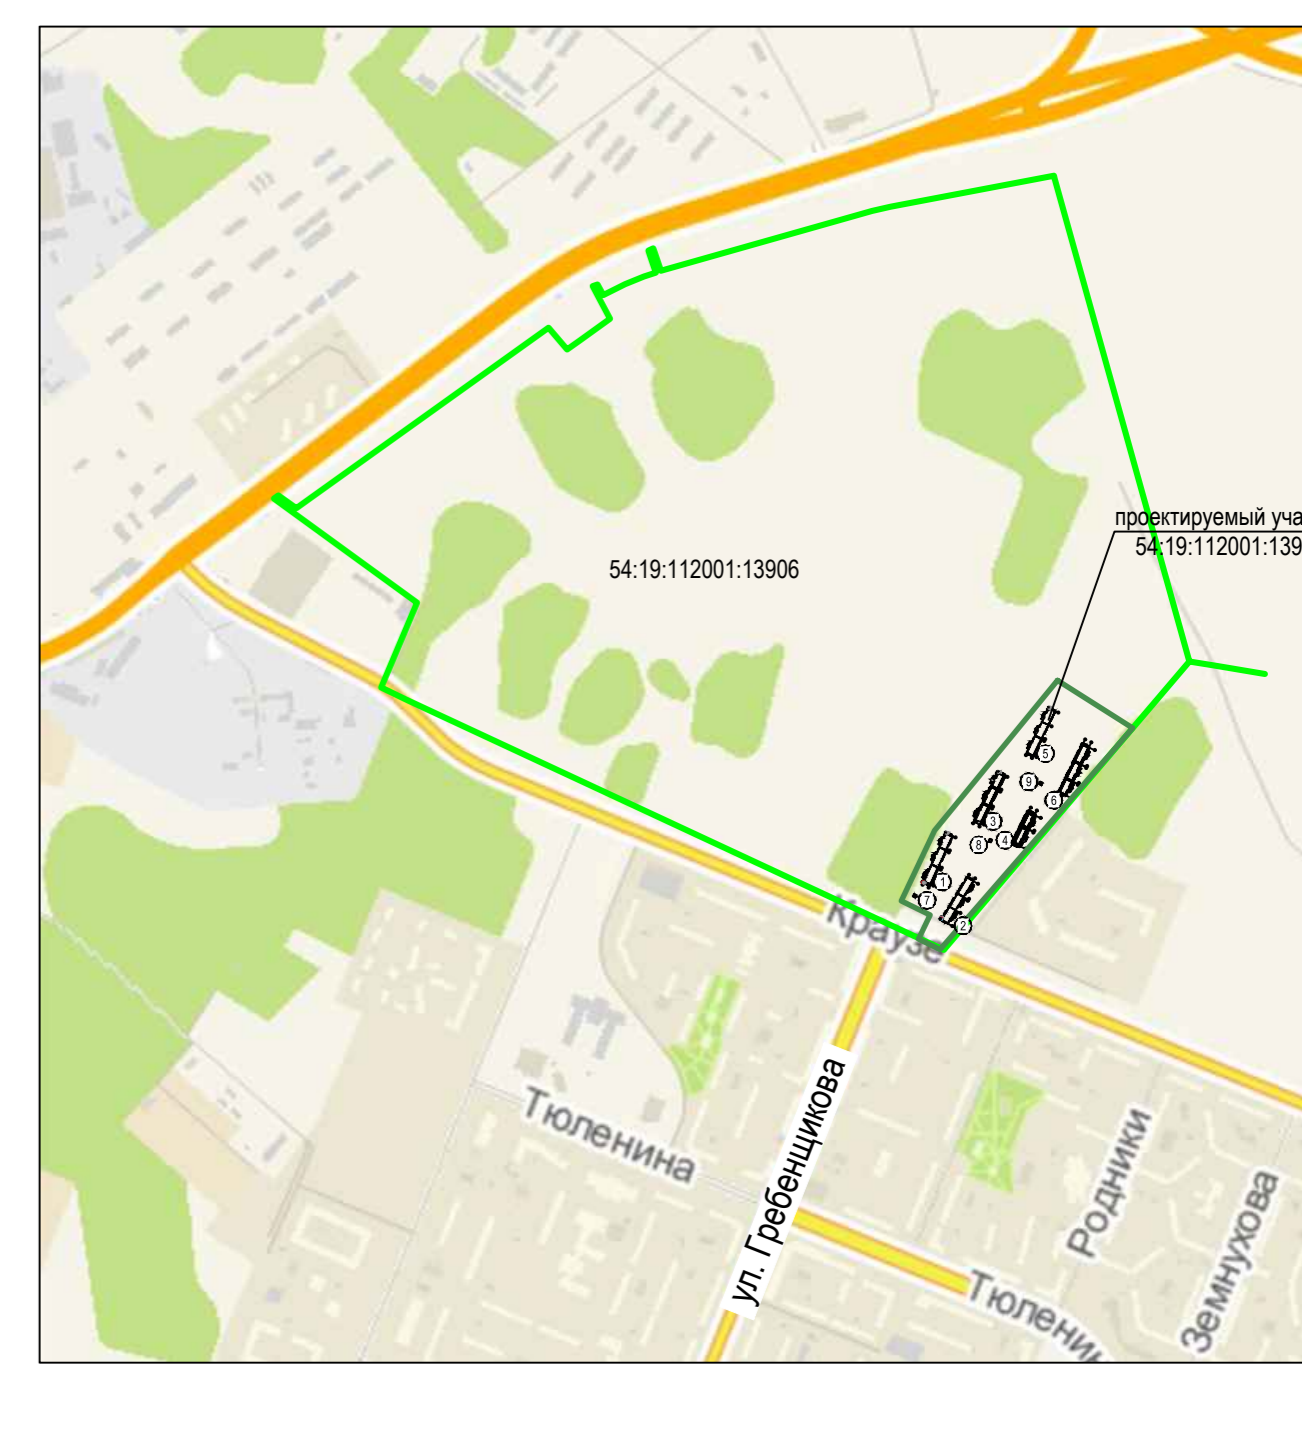 проектируемый уча
54:19:112001:139
54:19:112001:13906
5
9
6
3
4
8
1
7
2
Краузе
ул. Гребенщикова
Тюленина
Родники
Земнухова
Тюленин